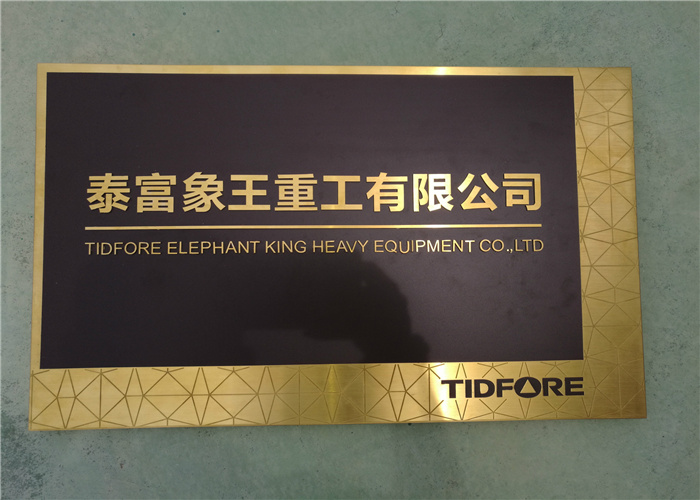 泰富象王重工有限公司
TIDFORE ELEPHANT KING HEAVY EQUIPMENT CO.,LTD
TIDFORE